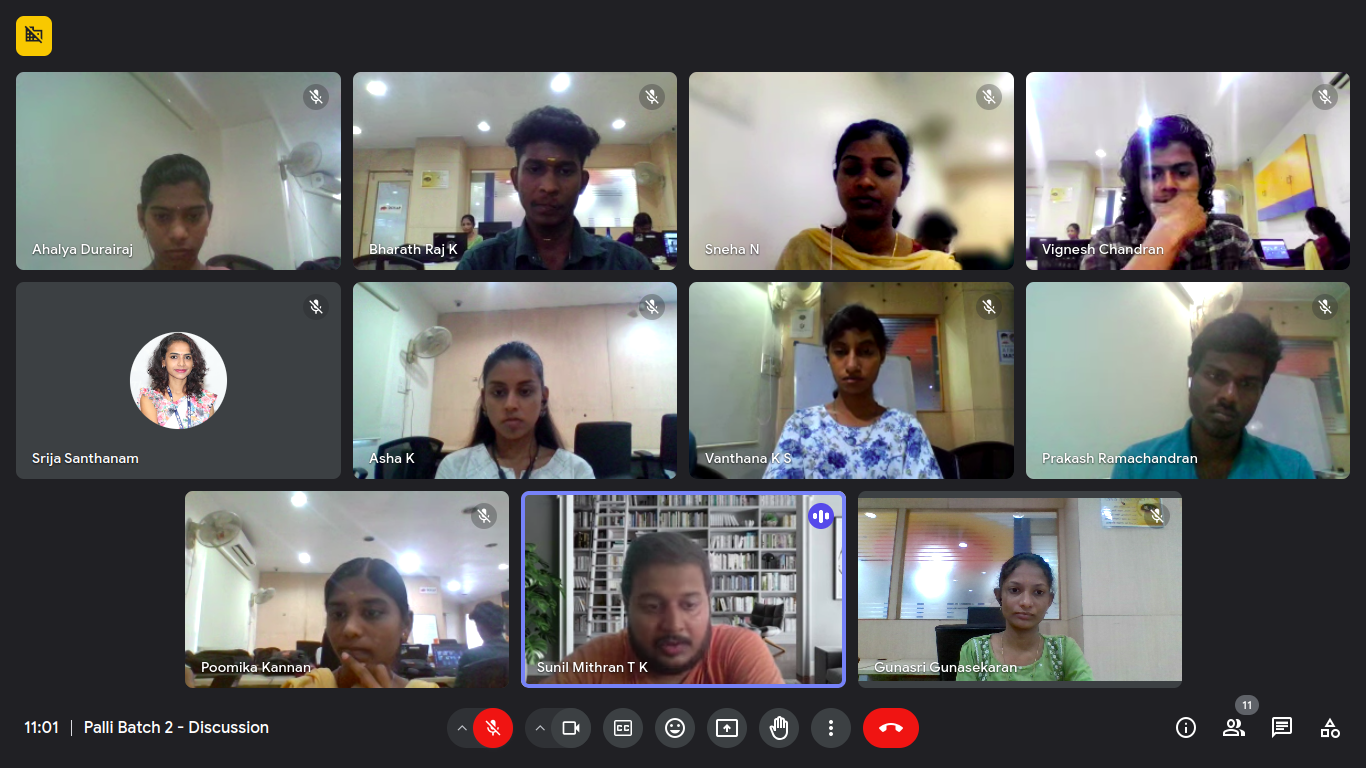 Ahalya Durairaj
Bharath Raj K
Sneha N
Vignesh Chandran
Srija Santhanam
Asha K
Vanthana K S
Prakash Ramachandran
Poomika Kannan
Sunil Mithran T K
Gunasri Gunasekaran
11:01 | Palli Batch 2 - Discussion
CC
11